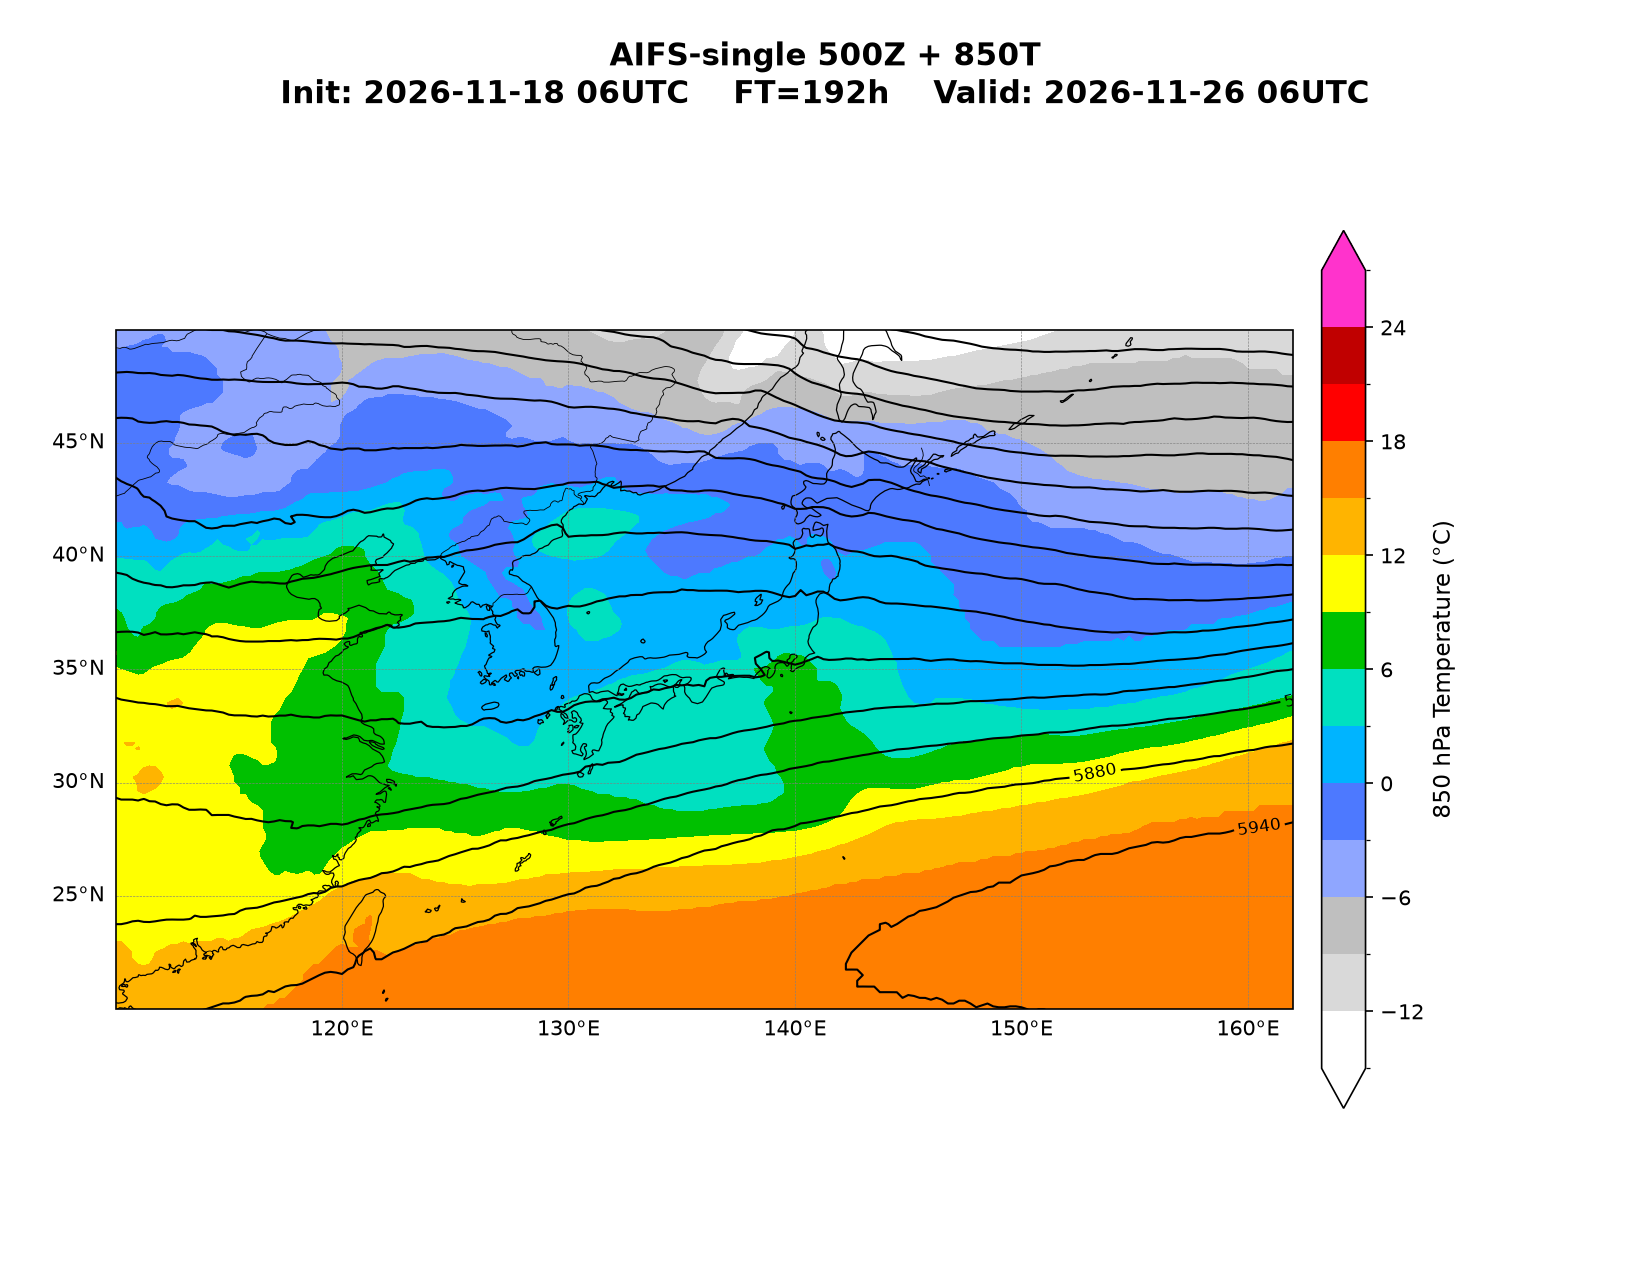 AIFS-single 500Z + 850T
Init: 2026-11-18 06UTC FT=192h Valid: 2026-11-26 06UTC
24
18
12
6
0
−6
−12
850 hPa Temperature (°C)
45°N
40°N
35°N
30°N
25°N
5
5880
5940
120°E
130°E
140°E
150°E
160°E